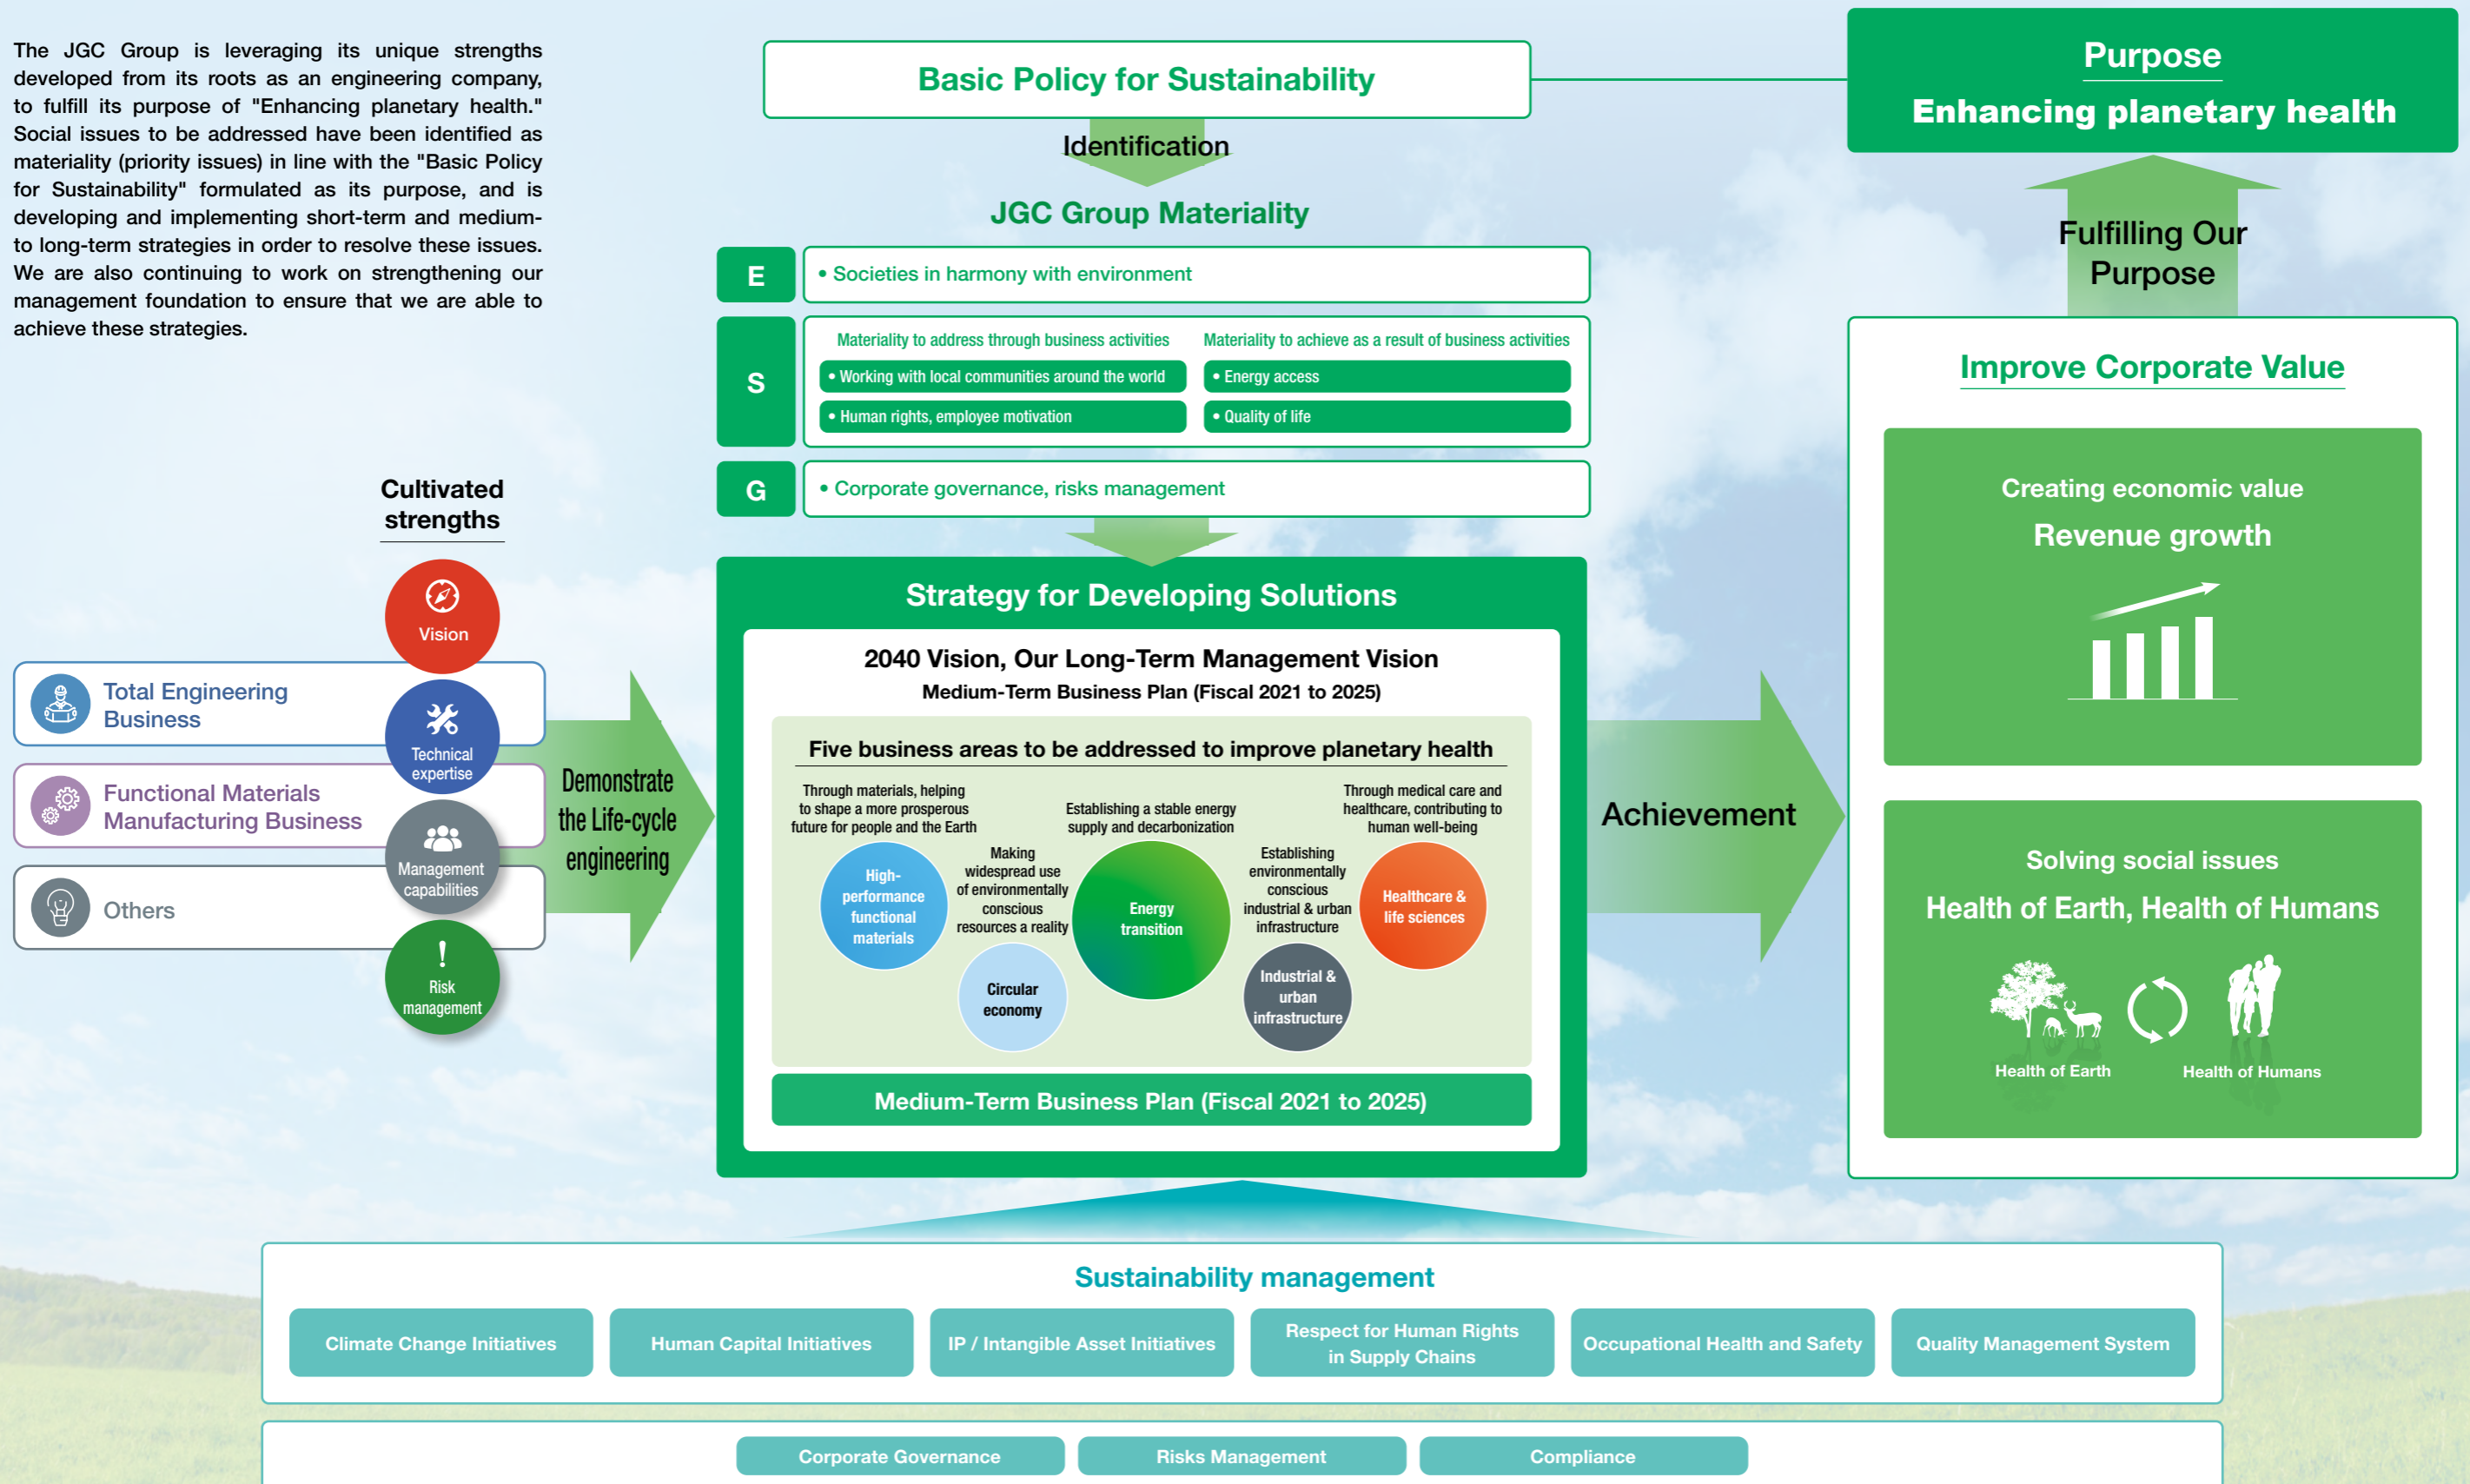 The JGC Group is leveraging its unique strengths
developed from its roots as an engineering company,
to fulfill its purpose of "Enhancing planetary health."
Social issues to be addressed have been identified as
materiality (priority issues) in line with the "Basic Policy
for Sustainability" formulated as its purpose, and is
developing and implementing short-term and medium-
to long-term strategies in order to resolve these issues.
We are also continuing to work on strengthening our
management foundation to ensure that we are able to
achieve these strategies.
Cultivated
strengths
Vision
Technical
expertise
Management
capabilities
Risk
management
Total Engineering
Business
Functional Materials
Manufacturing Business
Others
Demonstrate
the Life-cycle
engineering
Basic Policy for Sustainability
Identification
JGC Group Materiality
E
• Societies in harmony with environment
S
Materiality to address through business activities
• Working with local communities around the world
• Human rights, employee motivation
Materiality to achieve as a result of business activities
• Energy access
• Quality of life
G
• Corporate governance, risks management
Strategy for Developing Solutions
2040 Vision, Our Long-Term Management Vision
Medium-Term Business Plan (Fiscal 2021 to 2025)
Five business areas to be addressed to improve planetary health
Through materials, helping
to shape a more prosperous
future for people and the Earth
High-
performance
functional
materials
Making
widespread use
of environmentally
conscious
resources a reality
Circular
economy
Establishing a stable energy
supply and decarbonization
Energy
transition
Establishing
environmentally
conscious
industrial & urban
infrastructure
Industrial &
urban
infrastructure
Through medical care and
healthcare, contributing to
human well-being
Healthcare &
life sciences
Medium-Term Business Plan (Fiscal 2021 to 2025)
Achievement
Purpose
Enhancing planetary health
Fulfilling Our
Purpose
Improve Corporate Value
Creating economic value
Revenue growth
Solving social issues
Health of Earth, Health of Humans
Health of Earth
Health of Humans
Sustainability management
Climate Change Initiatives
Human Capital Initiatives
IP / Intangible Asset Initiatives
Respect for Human Rights
in Supply Chains
Occupational Health and Safety
Quality Management System
Corporate Governance
Risks Management
Compliance